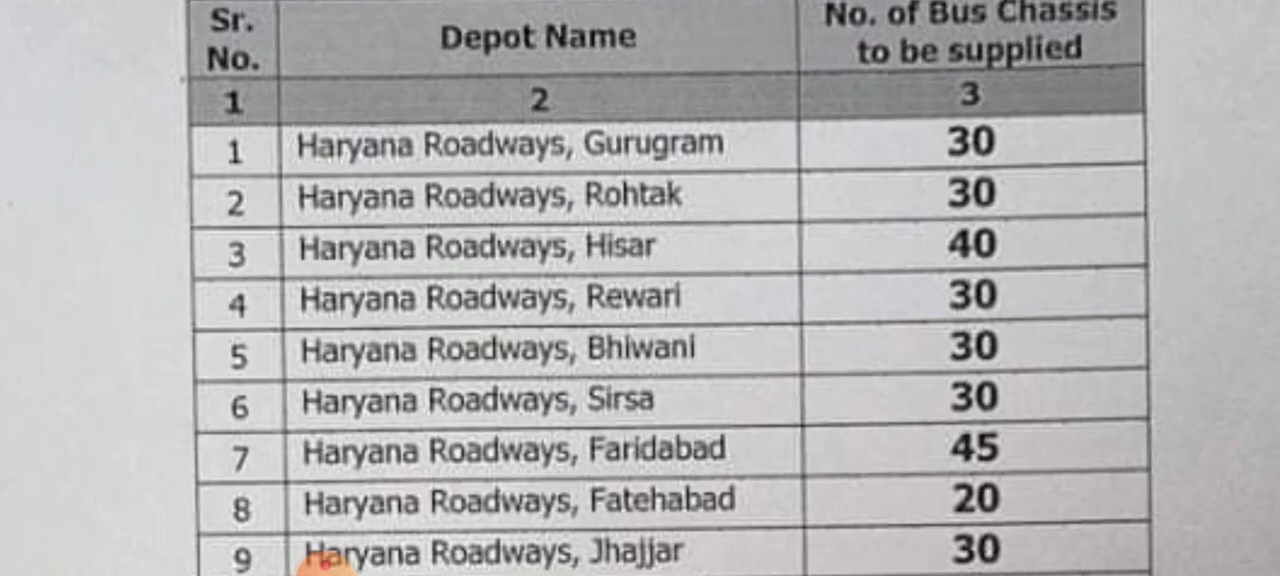 Sr. No. Depot Name No. of Bus Chassis to be supplied
1 2 3
1 Haryana Roadways, Gurugram 30
2 Haryana Roadways, Rohtak 30
3 Haryana Roadways, Hisar 40
4 Haryana Roadways, Rewari 30
5 Haryana Roadways, Bhiwani 30
6 Haryana Roadways, Sirsa 30
7 Haryana Roadways, Faridabad 45
8 Haryana Roadways, Fatehabad 20
9 Haryana Roadways, Jhajjar 30